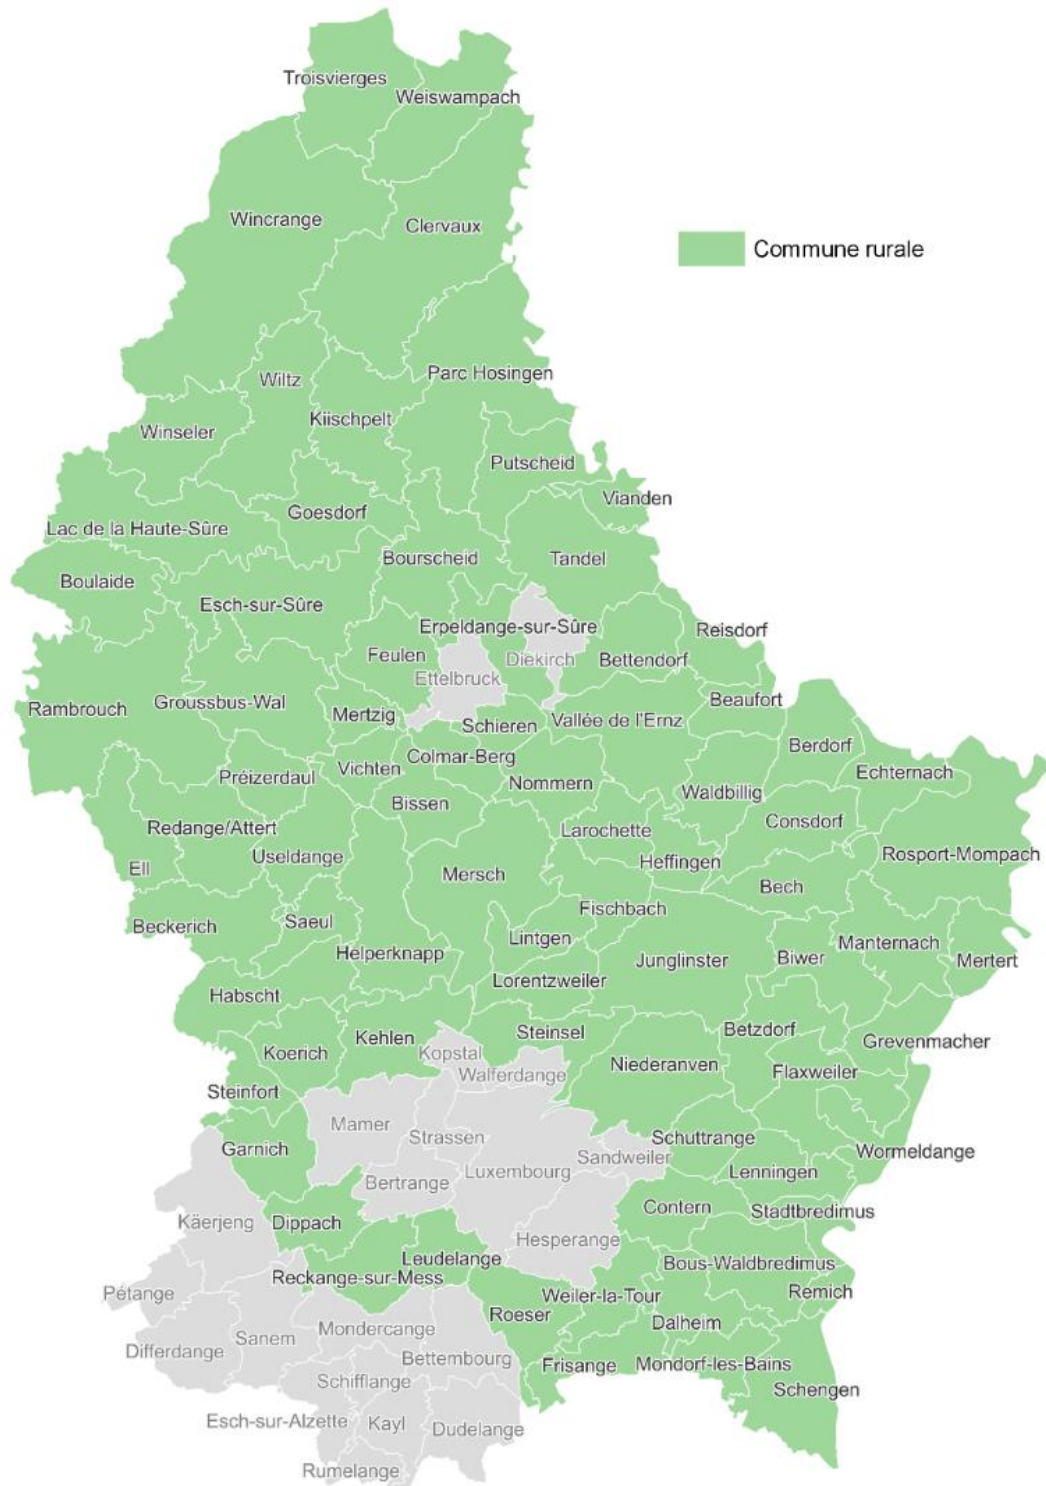 Troisvierges
Weiswampach
Wincrange
Clervaux
Commune rurale
Parc Hosingen
Wiltz
Kiischpelt
Winseler
Putscheid
Vianden
Goesdorf
Lac de la Haute-Sûre
Bourscheid
Tandel
Boulaide
Esch-sur-Sûre
Erpeldange-sur-Sûre
Reisdorf
Feulen
Diekirch
Bettendorf
Ettelbruck
Beaufort
Rambrouch
Groussbus-Wal
Mertzig
Schieren
Vallée de l'Ernz
Berdorf
Colmar-Berg
Vichten
Préizerdaul
Nommern
Echternach
Waldbillig
Bissen
Redange/Attert
Larochette
Consdorf
Useldange
Heffingen
Rosport-Mompach
Ell
Mersch
Bech
Fischbach
Beckerich
Saeul
Lintgen
Manternach
Helperknapp
Junglinster
Biwer
Mertert
Lorentzweiler
Habscht
Steinsel
Betzdorf
Kehlen
Grevenmacher
Koerich
Kopstal
Niederanven
Walferdange
Flaxweiler
Steinfort
Mamer
Strassen
Schuttrange
Garnich
Sandweiler
Wormeldange
Luxembourg
Lenningen
Bertrange
Contern
Stadtbredimus
Käerjeng
Dippach
Hesperange
Leudelange
Bous-Waldbredimus
Reckange-sur-Mess
Remich
Pétange
Weiler-la-Tour
Roeser
Dalheim
Mondercange
Sanem
Differdange
Bettembourg
Frisange
Mondorf-les-Bains
Schifflange
Schengen
Esch-sur-Alzette
Kayl
Dudelange
Rumelange